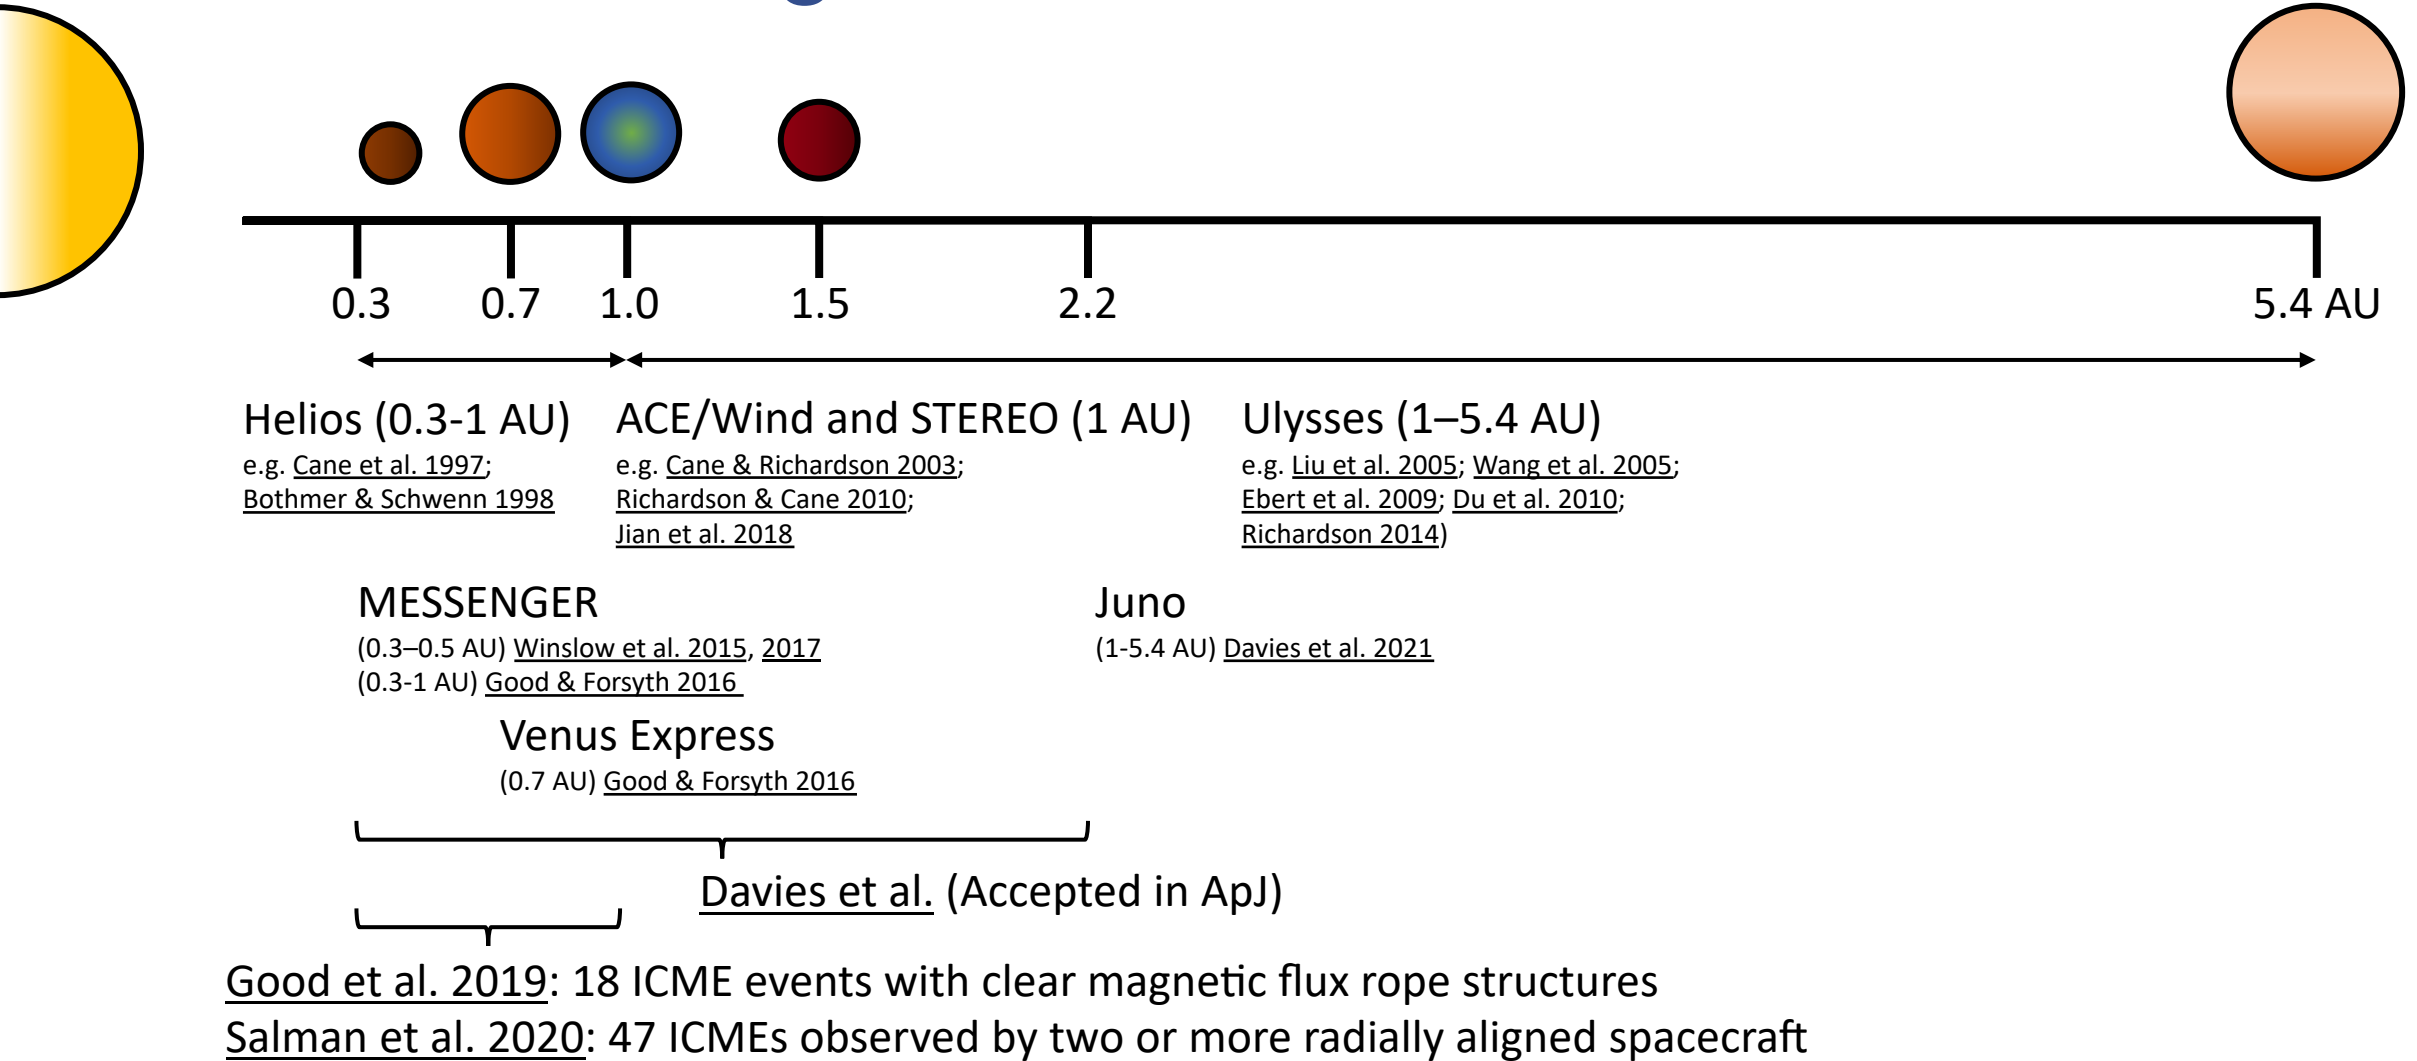 0.3 0.7 1.0 1.5 2.2 5.4 AU
Helios (0.3-1 AU)
e.g. Cane et al. 1997;
Bothmer & Schwenn 1998
ACE/Wind and STEREO (1 AU)
e.g. Cane & Richardson 2003;
Richardson & Cane 2010;
Jian et al. 2018
Ulysses (1–5.4 AU)
e.g. Liu et al. 2005; Wang et al. 2005;
Ebert et al. 2009; Du et al. 2010;
Richardson 2014)
MESSENGER
(0.3–0.5 AU) Winslow et al. 2015, 2017
(0.3-1 AU) Good & Forsyth 2016
Juno
(1-5.4 AU) Davies et al. 2021
Venus Express
(0.7 AU) Good & Forsyth 2016
Davies et al. (Accepted in ApJ)
Good et al. 2019: 18 ICME events with clear magnetic flux rope structures
Salman et al. 2020: 47 ICMEs observed by two or more radially aligned spacecraft